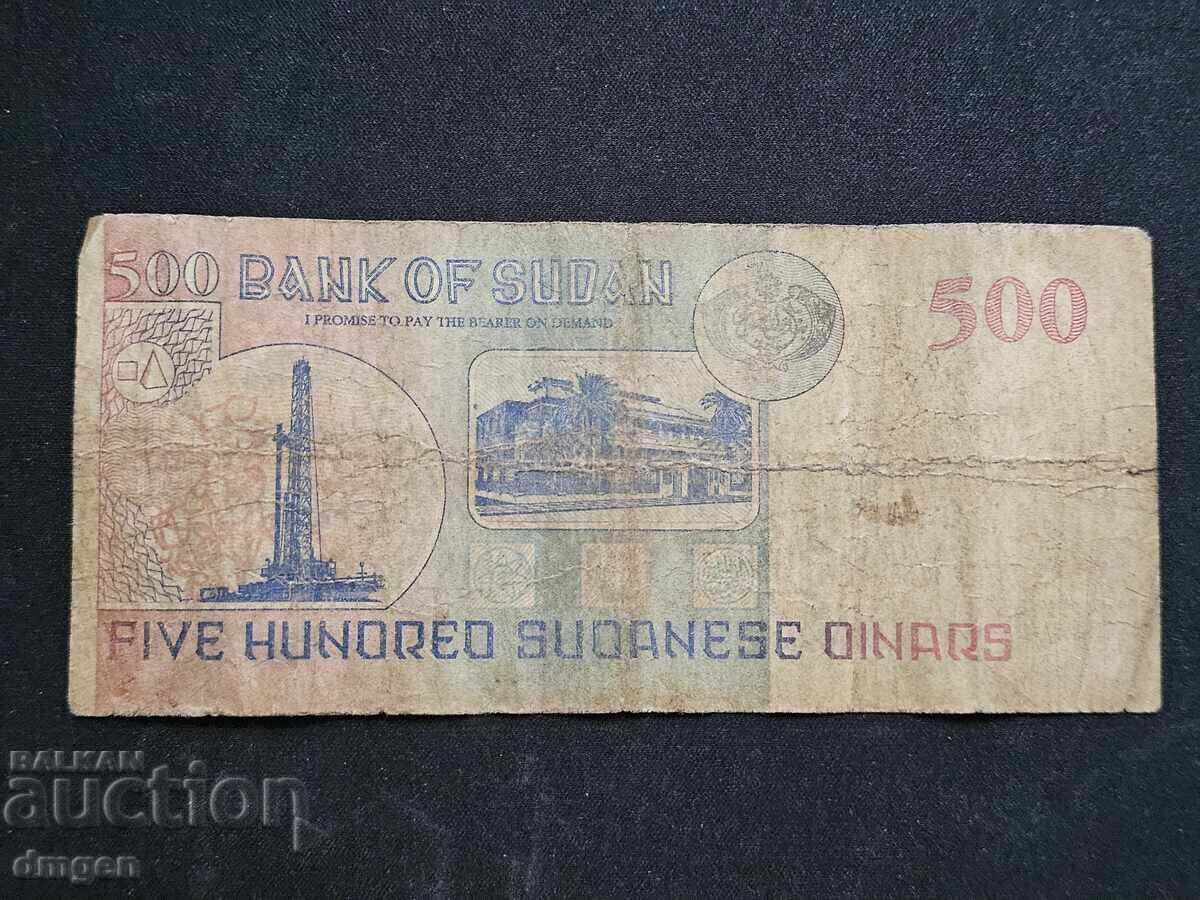 500 BANK OF SUDAN 500
I PROMISE TO PAY THE BEARER ON DEMAND
FIVE HUNDRED SUDANESE DINARS
BALKAN
auction
dmgen